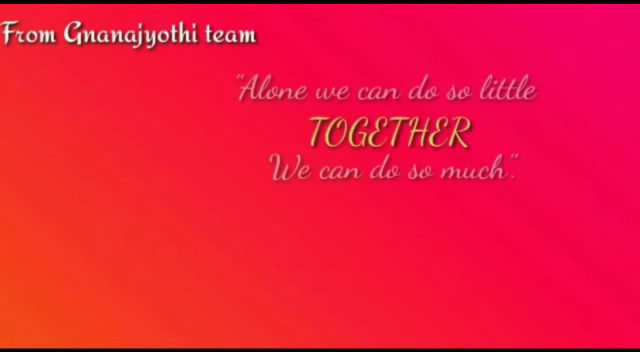 From Gnanajyothi team
"Alone we can do so little
TOGETHER
We can do so much".